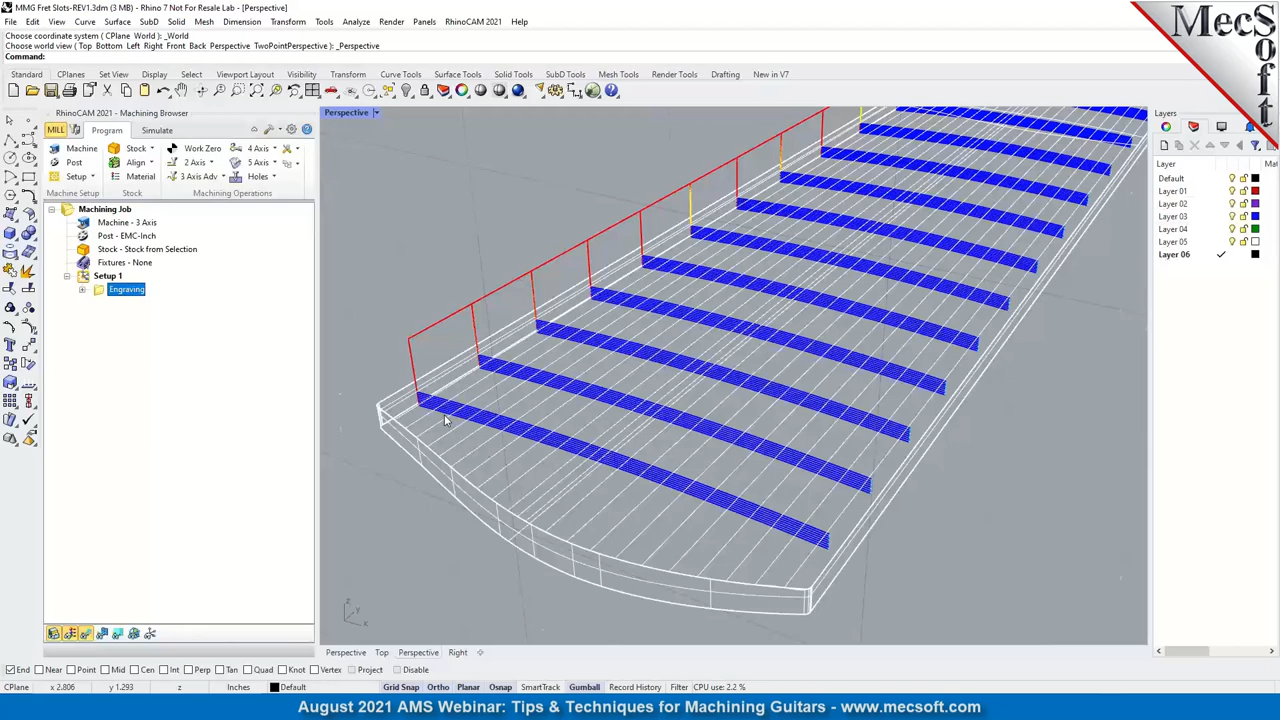 MMG Fret Slots-REV1.3dm (3 MB) - Rhino 7 Not For Resale Lab - [Perspective]
File Edit View Curve Surface SubD Solid Mesh Dimension Transform Tools Analyze Render Panels RhinoCAM 2021 Help
Choose coordinate system ( CPlane World ): _World
Choose world view ( Top Bottom Left Right Front Back Perspective TwoPointPerspective ): _Perspective
Command:
Standard CPlanes Set View Display Select Viewport Layout Visibility Transform Curve Tools Surface Tools Solid Tools SubD Tools Mesh Tools Render Tools Drafting New in V7
RhinoCAM 2021 - Machining Browser
MILL Program Simulate
Machine Stock Work Zero 4 Axis
Post Align 2 Axis 5 Axis
Setup Material 3 Axis Adv Holes
Machine Setup Stock Machining Operations
Machining Job
Machine - 3 Axis
Post - EMC-Inch
Stock - Stock from Selection
Fixtures - None
Setup 1
Engraving
Perspective
z
y
x
MecSoft
Layers
Layer Mat
Default
Layer 01
Layer 02
Layer 03
Layer 04
Layer 05
Layer 06
Perspective Top Perspective Right
End Near Point Mid Cen Int Perp Tan Quad Knot Vertex Project Disable
CPlane x 2.806 y 1.293 z Inches Default Grid Snap Ortho Planar Osnap SmartTrack Gumball Record History Filter CPU use: 2.2 %
August 2021 AMS Webinar: Tips & Techniques for Machining Guitars - www.mecsoft.com